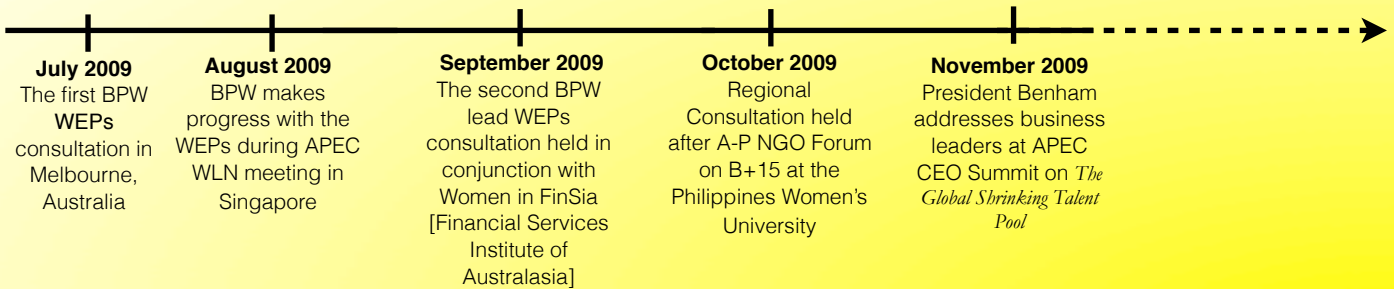 July 2009
The first BPW
WEPs
consultation in
Melbourne,
Australia
August 2009
BPW makes
progress with the
WEPs during APEC
WLN meeting in
Singapore
September 2009
The second BPW
lead WEPs
consultation held in
conjunction with
Women in FinSia
[Financial Services
Institute of
Australasia]
October 2009
Regional
Consultation held
after A-P NGO Forum
on B+15 at the
Philippines Women's
University
November 2009
President Benham
addresses business
leaders at APEC
CEO Summit on The
Global Shrinking Talent
Pool